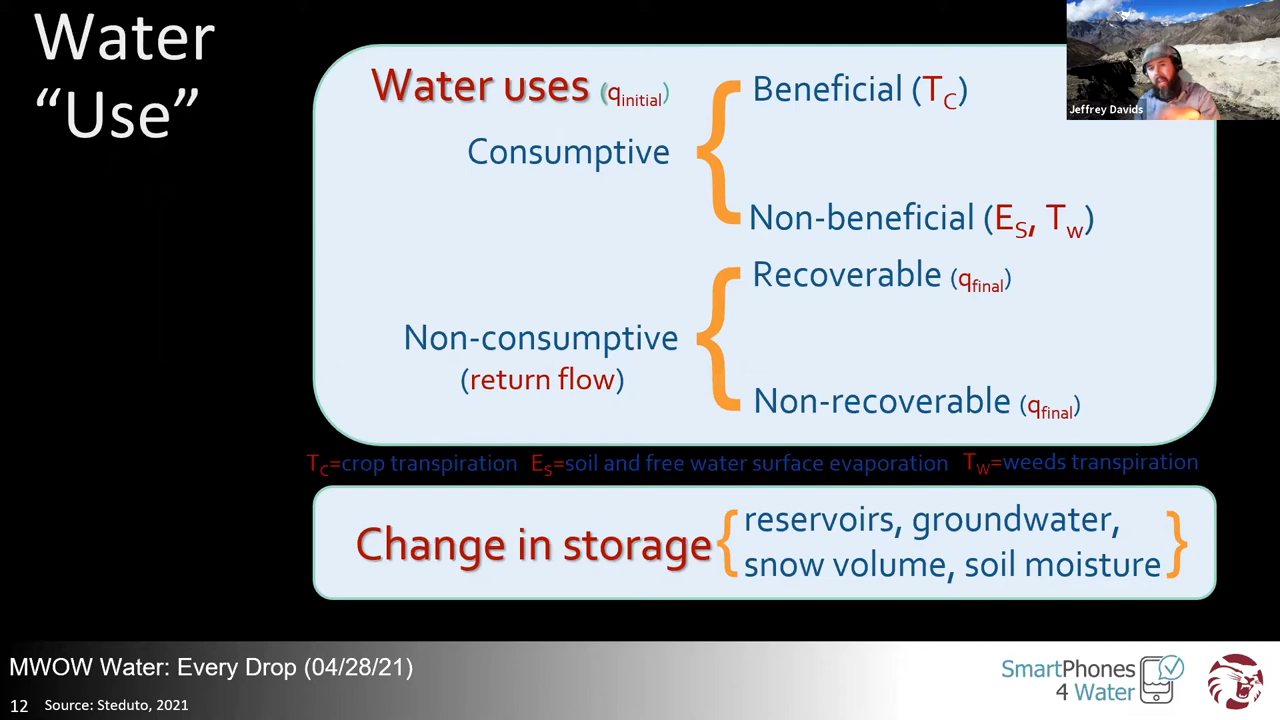 Water
“Use”
Water uses (qinitial)
Consumptive
Beneficial (TC)
Non-beneficial (ES, Tw)
Non-consumptive
(return flow)
Recoverable (qfinal)
Non-recoverable (qfinal)
TC=crop transpiration ES=soil and free water surface evaporation TW=weeds transpiration
Change in storage
reservoirs, groundwater,
snow volume, soil moisture
Jeffrey Davids
MWOW Water: Every Drop (04/28/21)
12 Source: Steduto, 2021
SmartPhones
4 Water